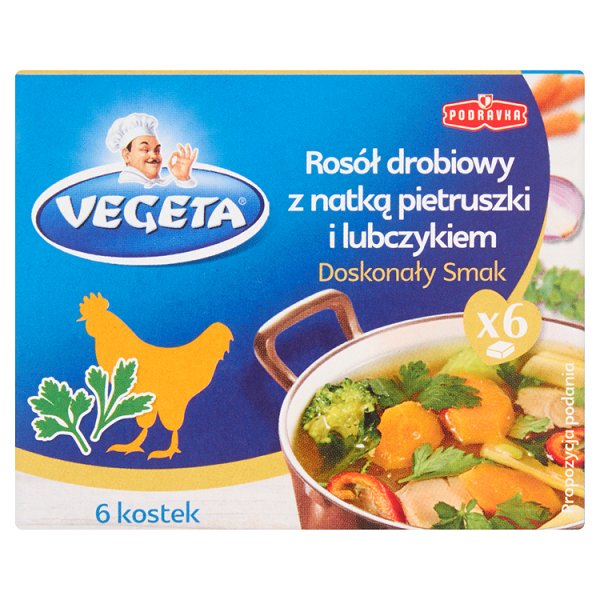 PODRAVKA
VEGETA®
Rosół drobiowy
z natką pietruszki
i lubczykiem
Doskonały Smak
x6
Propozycja podania
6 kostek